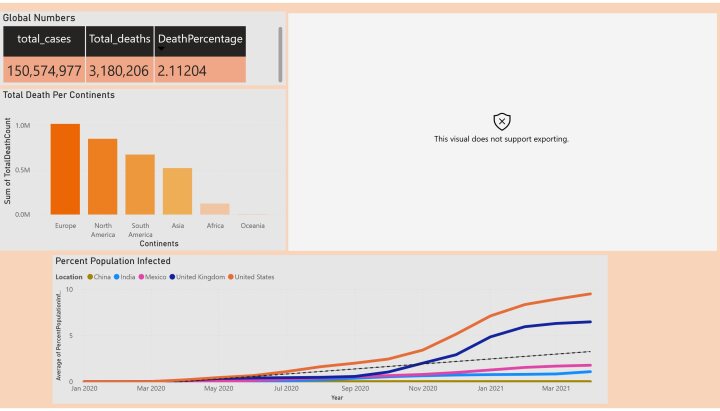 Global Numbers
total_cases Total_deaths DeathPercentage
150,574,977 3,180,206 2.11204
Total Death Per Continents
Sum of TotalDeathCount
1.0M
0.5M
0.0M
Europe North America South America Asia Africa Oceania
Continents
This visual does not support exporting.
Percent Population Infected
Location China India Mexico United Kingdom United States
Average of PercentPopulationInf...
10
5
0
Jan 2020 Mar 2020 May 2020 Jul 2020 Sep 2020 Nov 2020 Jan 2021 Mar 2021
Year